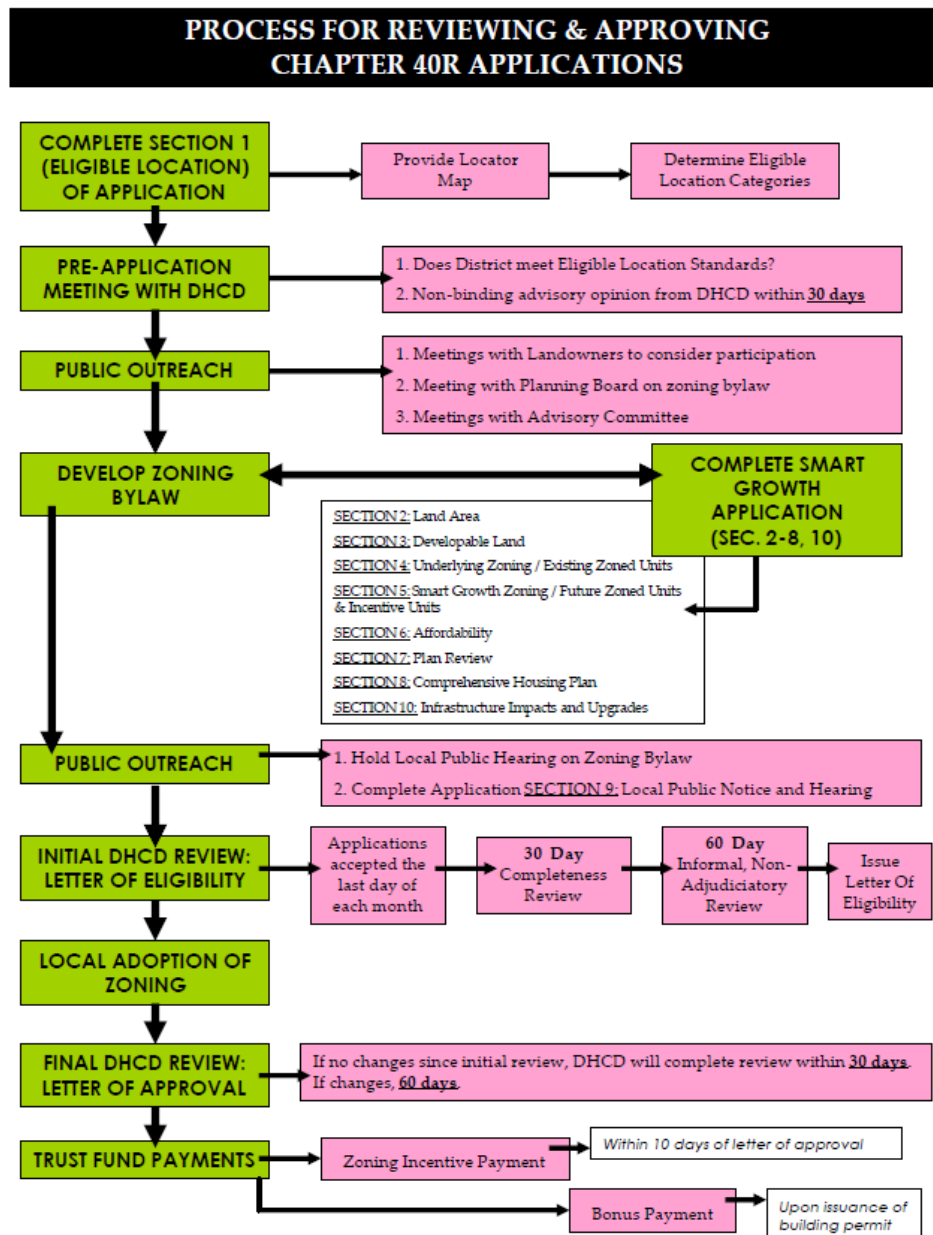 PROCESS FOR REVIEWING & APPROVING
CHAPTER 40R APPLICATIONS
COMPLETE SECTION 1
(ELIGIBLE LOCATION)
OF APPLICATION
Provide Locator
Map
Determine Eligible
Location Categories
PRE-APPLICATION
MEETING WITH DHCD
1. Does District meet Eligible Location Standards?
2. Non-binding advisory opinion from DHCD within 30 days
PUBLIC OUTREACH
1. Meetings with Landowners to consider participation
2. Meeting with Planning Board on zoning bylaw
3. Meetings with Advisory Committee
DEVELOP ZONING
BYLAW
COMPLETE SMART
GROWTH
APPLICATION
(SEC. 2-8, 10)
SECTION 2: Land Area
SECTION 3: Developable Land
SECTION 4: Underlying Zoning / Existing Zoned Units
SECTION 5: Smart Growth Zoning / Future Zoned Units
& Incentive Units
SECTION 6: Affordability
SECTION 7: Plan Review
SECTION 8: Comprehensive Housing Plan
SECTION 10: Infrastructure Impacts and Upgrades
PUBLIC OUTREACH
1. Hold Local Public Hearing on Zoning Bylaw
2. Complete Application SECTION 9: Local Public Notice and Hearing
INITIAL DHCD REVIEW:
LETTER OF ELIGIBILITY
Applications
accepted the
last day of
each month
30 Day
Completeness
Review
60 Day
Informal, Non-
Adjudiciatory
Review
Issue
Letter Of
Eligibility
LOCAL ADOPTION OF
ZONING
FINAL DHCD REVIEW:
LETTER OF APPROVAL
If no changes since initial review, DHCD will complete review within 30 days.
If changes, 60 days.
TRUST FUND PAYMENTS
Zoning Incentive Payment
Within 10 days of letter of approval
Bonus Payment
Upon issuance of
building permit